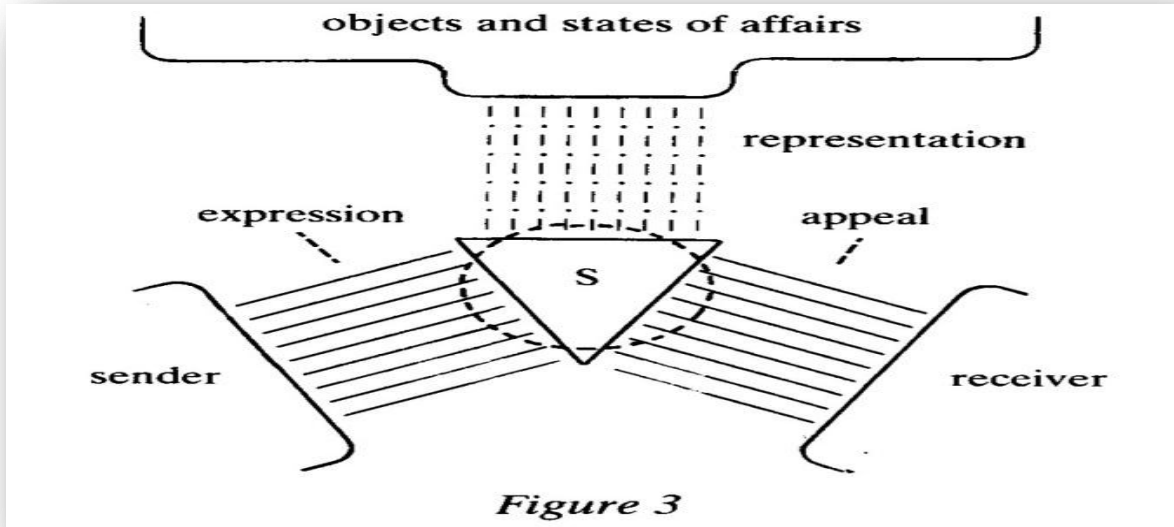 objects and states of affairs
representation
expression
appeal
S
sender
receiver
Figure 3